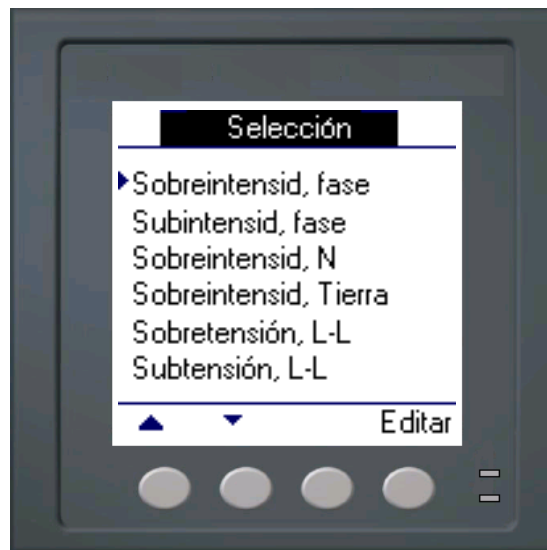 Selección
Sobreintensid, fase
Subintensid, fase
Sobreintensid, N
Sobreintensid, Tierra
Sobretensión, L-L
Subtensión, L-L
Editar